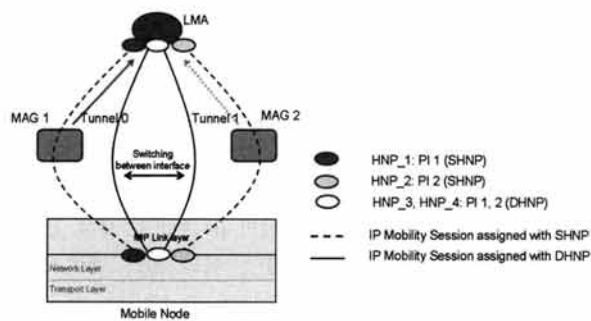 LMA
MAG 1
Tunnel 0
Tunnel 1
MAG 2
Switching
between interface
HNP_1: PI 1 (SHNP)
HNP_2: PI 2 (SHNP)
HNP_3, HNP_4: PI 1, 2 (DHNP)
IP Mobility Session assigned with SHNP
IP Mobility Session assigned with DHNP
Link layer
Network Layer
Transport Layer
Mobile Node